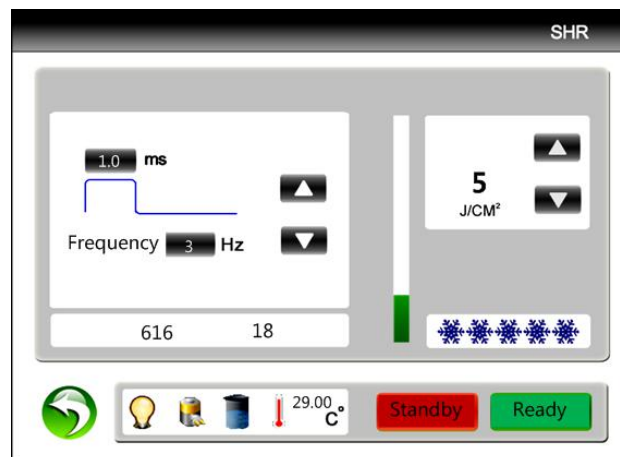 SHR
1.0 ms
5
J/CM²
Frequency 3 Hz
616 18
29.00 C°
Standby Ready